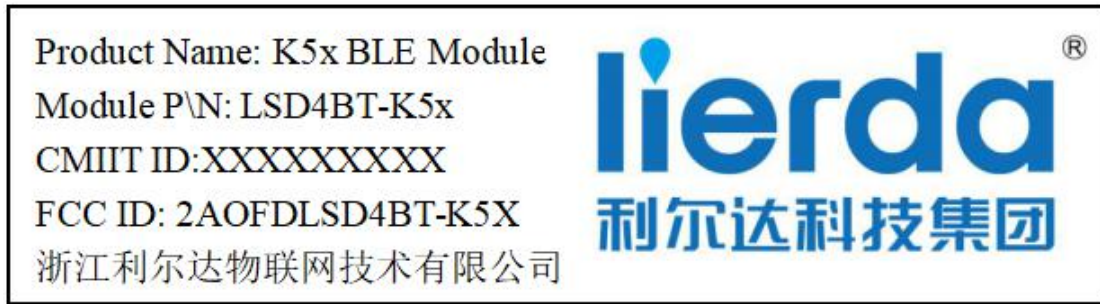 Product Name: K5x BLE Module
Module P\N: LSD4BT-K5x
CMIIT ID:XXXXXXXXX
FCC ID: 2AOFDLSD4BT-K5X
浙江利尔达物联网技术有限公司
lierda®
利尔达科技集团